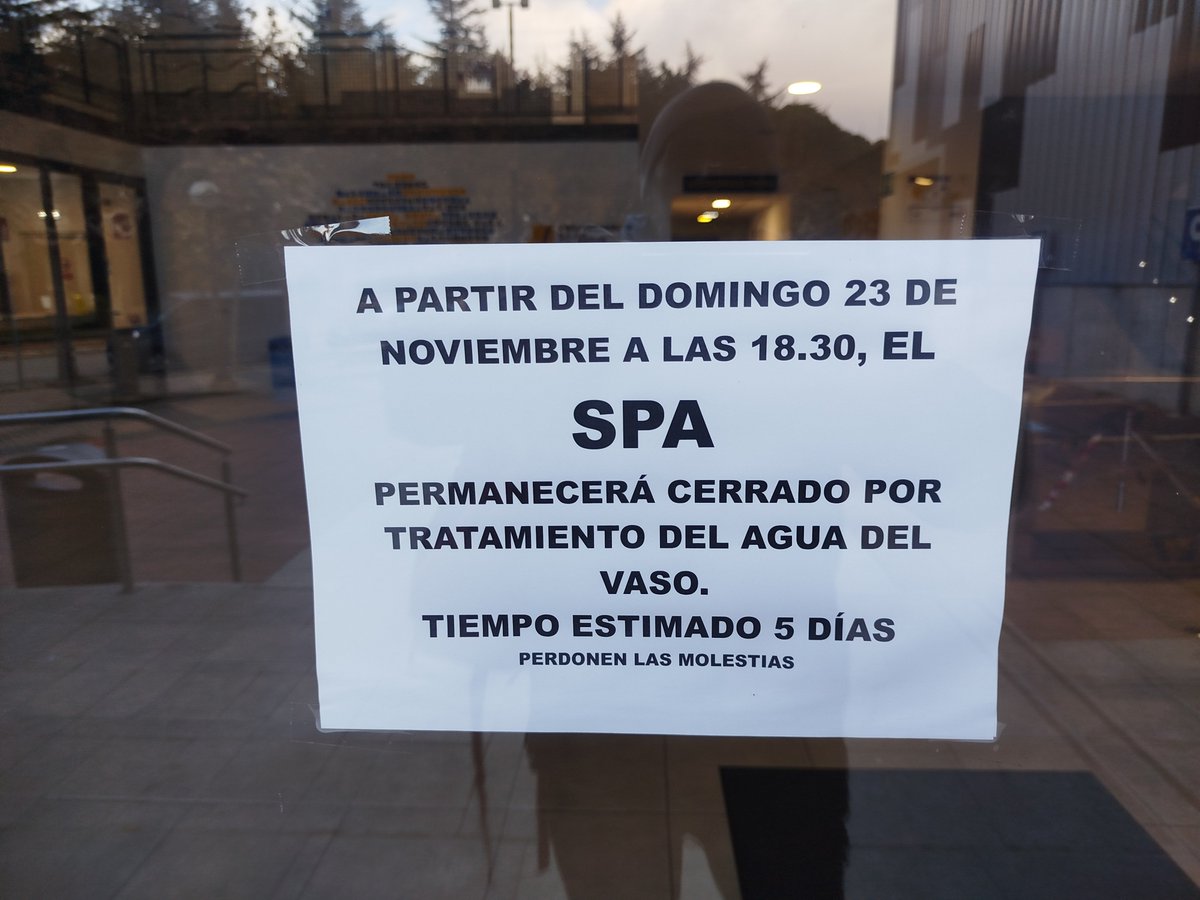 A PARTIR DEL DOMINGO 23 DE
NOVIEMBRE A LAS 18.30, EL
SPA
PERMANECERÁ CERRADO POR
TRATAMIENTO DEL AGUA DEL
VASO.
TIEMPO ESTIMADO 5 DÍAS
PERDONEN LAS MOLESTIAS